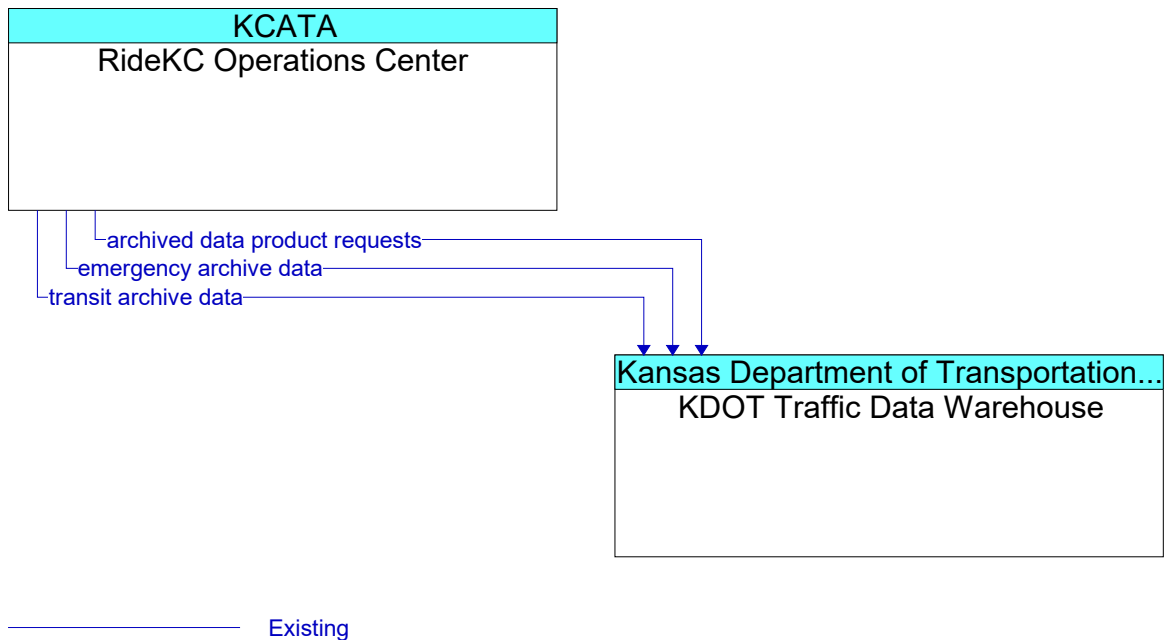 KCATA
RideKC Operations Center
archived data product requests
emergency archive data
transit archive data
Kansas Department of Transportation...
KDOT Traffic Data Warehouse
Existing